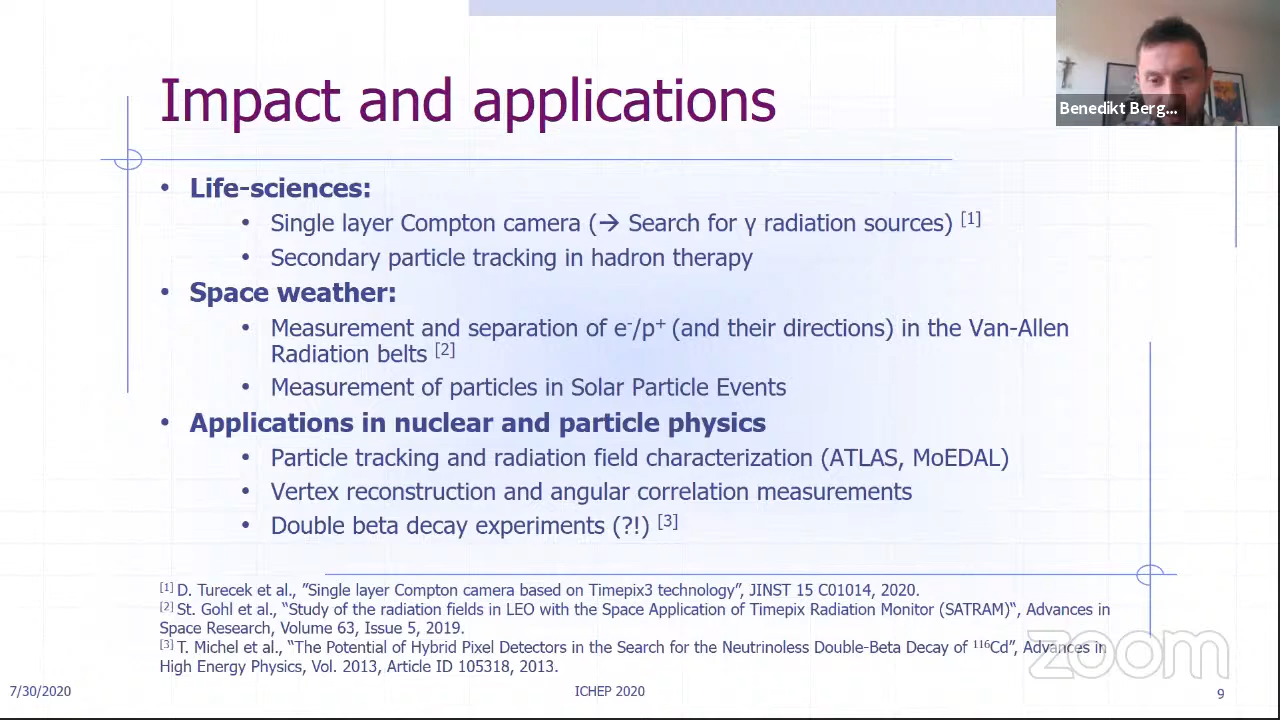 Impact and applications
Benedikt Berg...
• Life-sciences:
• Single layer Compton camera (→ Search for γ radiation sources) [1]
• Secondary particle tracking in hadron therapy
• Space weather:
• Measurement and separation of e⁻/p⁺ (and their directions) in the Van-Allen
Radiation belts [2]
• Measurement of particles in Solar Particle Events
• Applications in nuclear and particle physics
• Particle tracking and radiation field characterization (ATLAS, MoEDAL)
• Vertex reconstruction and angular correlation measurements
• Double beta decay experiments (?!) [3]
[1] D. Turecek et al., ”Single layer Compton camera based on Timepix3 technology”, JINST 15 C01014, 2020.
[2] St. Gohl et al., “Study of the radiation fields in LEO with the Space Application of Timepix Radiation Monitor (SATRAM)“, Advances in
Space Research, Volume 63, Issue 5, 2019.
[3] T. Michel et al., “The Potential of Hybrid Pixel Detectors in the Search for the Neutrinoless Double-Beta Decay of ¹¹⁶Cd”, Advances in
High Energy Physics, Vol. 2013, Article ID 105318, 2013.
zoom
7/30/2020
ICHEP 2020
9